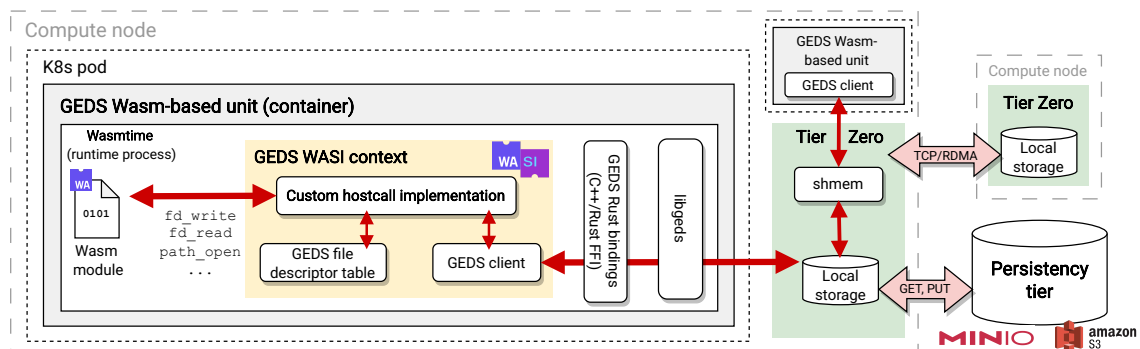 Compute node
K8s pod
GEDS Wasm-based unit (container)
Wasmtime
(runtime process)
WA
0101
Wasm
module
fd_write
fd_read
path_open
...
GEDS WASI context
WA SI
Custom hostcall implementation
GEDS file
descriptor table
GEDS client
GEDS Rust bindings
(C++/Rust FFI)
libgeds
GEDS Wasm-
based unit
GEDS client
Tier Zero
shmem
Local
storage
TCP/RDMA
Compute node
Tier Zero
Local
storage
GET, PUT
Persistency
tier
MINIO
amazon
S3